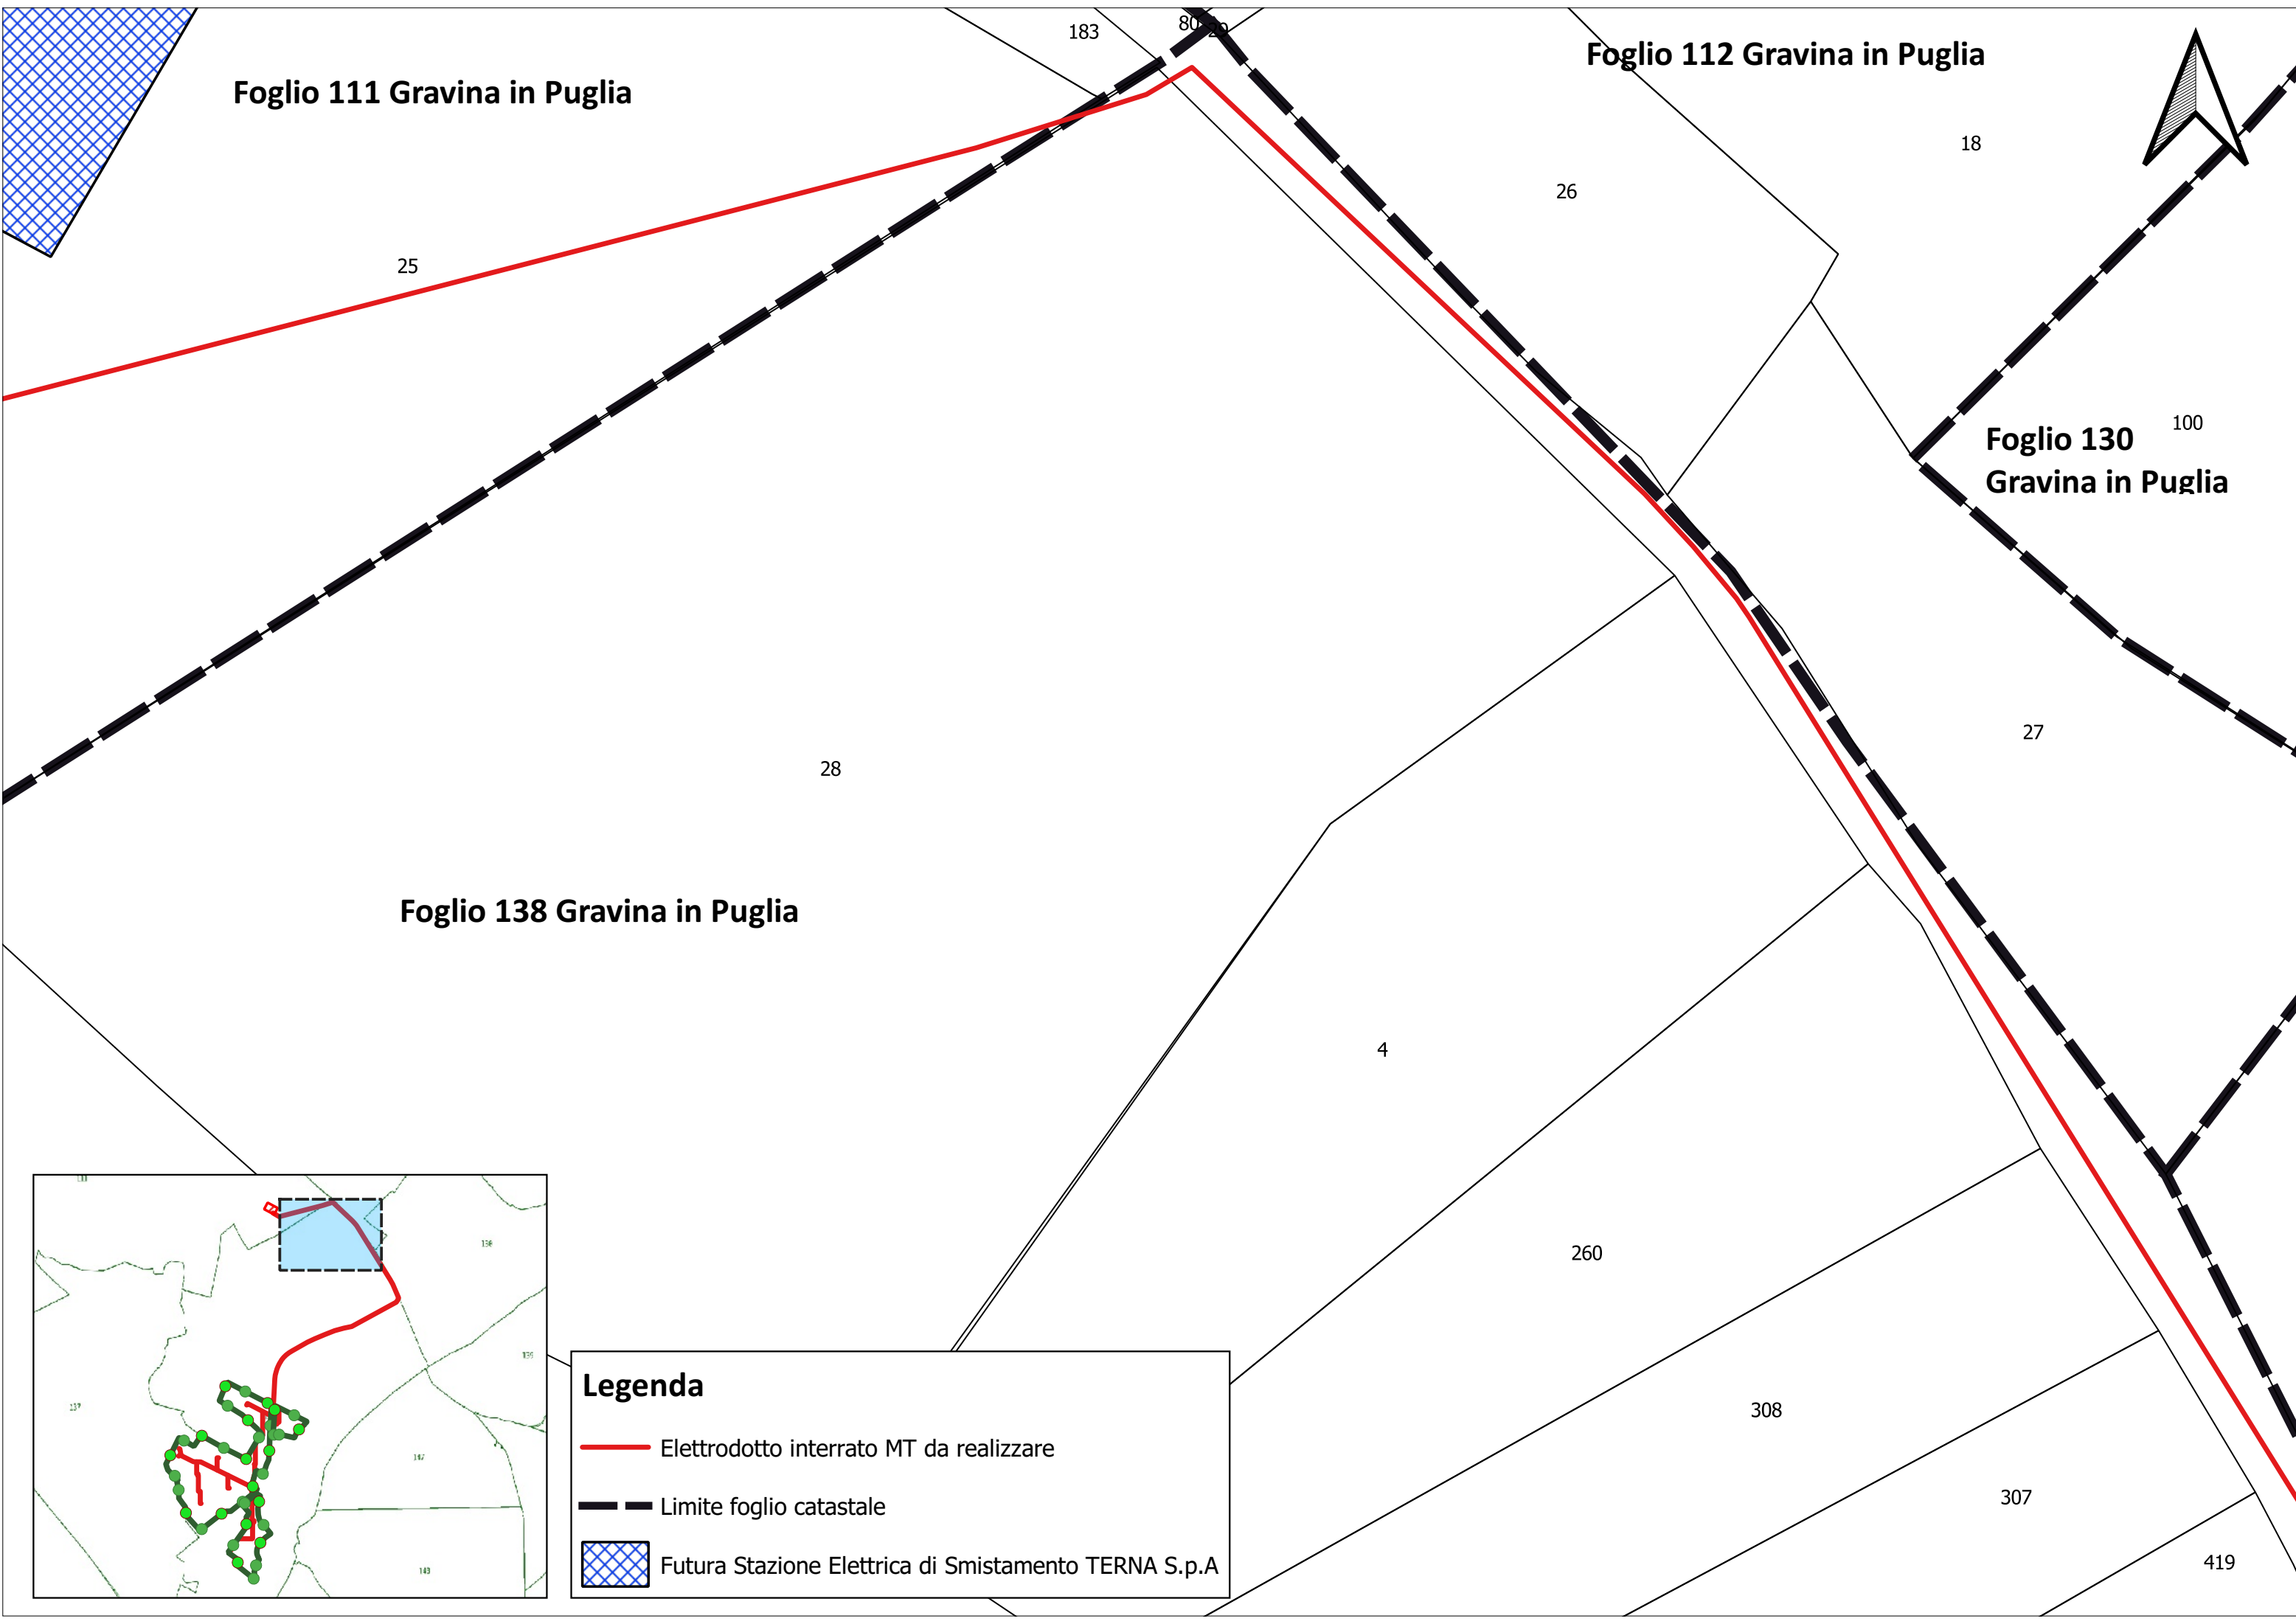 183
80
Foglio 112 Gravina in Puglia
Foglio 111 Gravina in Puglia
18
26
25
100
Foglio 130
Gravina in Puglia
27
28
Foglio 138 Gravina in Puglia
4
260
308
307
419
137
Legenda
Elettrodotto interrato MT da realizzare
Limite foglio catastale
Futura Stazione Elettrica di Smistamento TERNA S.p.A